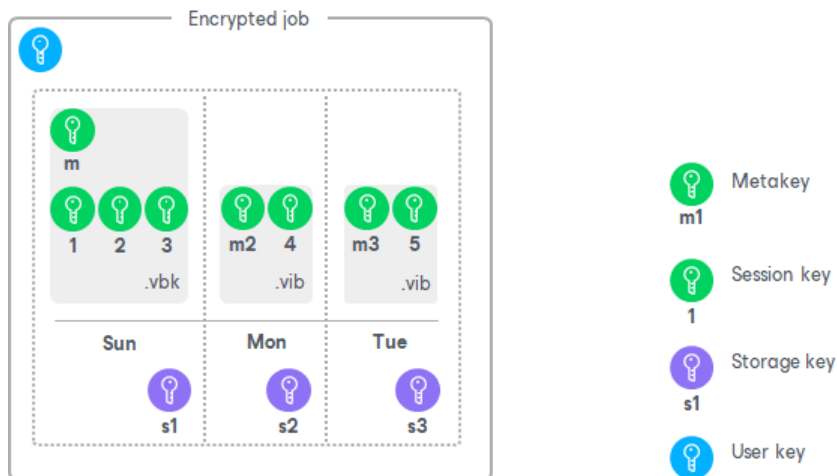 Encrypted job
m
1 2 3
.vbk
m2 4
.vib
m3 5
.vib
Sun Mon Tue
s1 s2 s3
Metakey
m1
Session key
1
Storage key
s1
User key